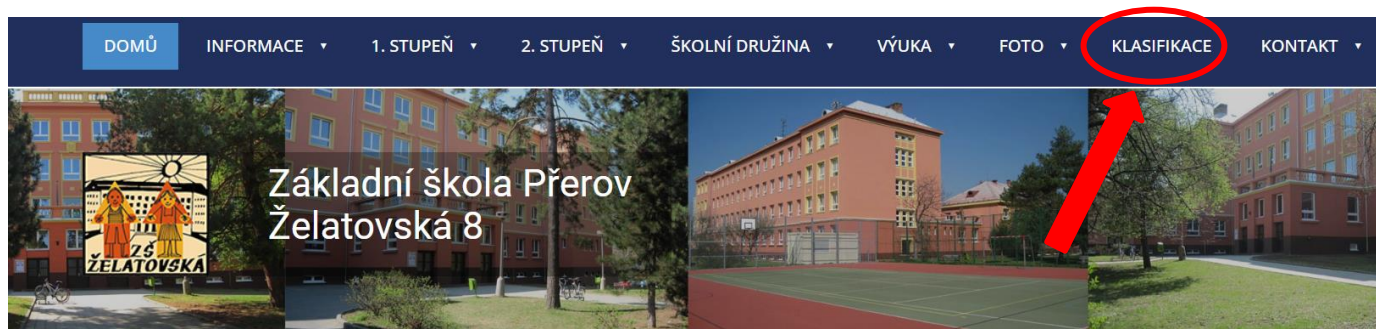 DOMŮ INFORMACE ▾ 1. STUPEŇ ▾ 2. STUPEŇ ▾ ŠKOLNÍ DRUŽINA ▾ VÝUKA ▾ FOTO ▾ KLASIFIKACE KONTAKT ▾
Základní škola Přerov
Želatovská 8
ZŠ
ŽELATOVSKÁ